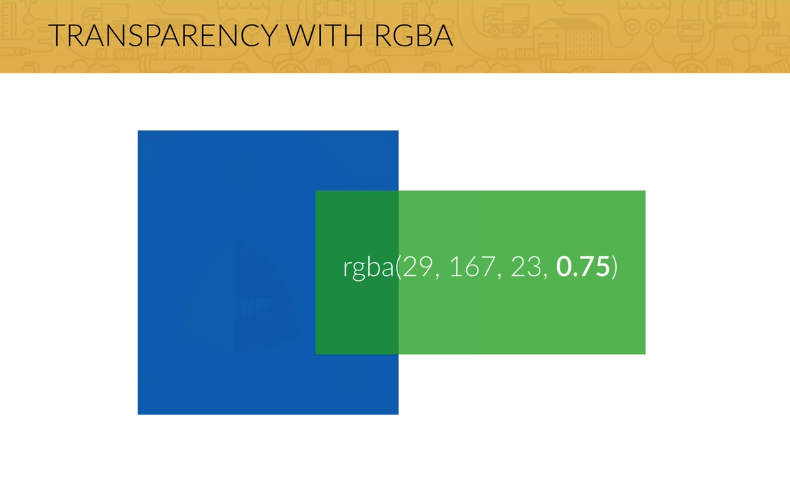 TRANSPARENCY WITH RGBA
rgba(29, 167, 23, 0.75)